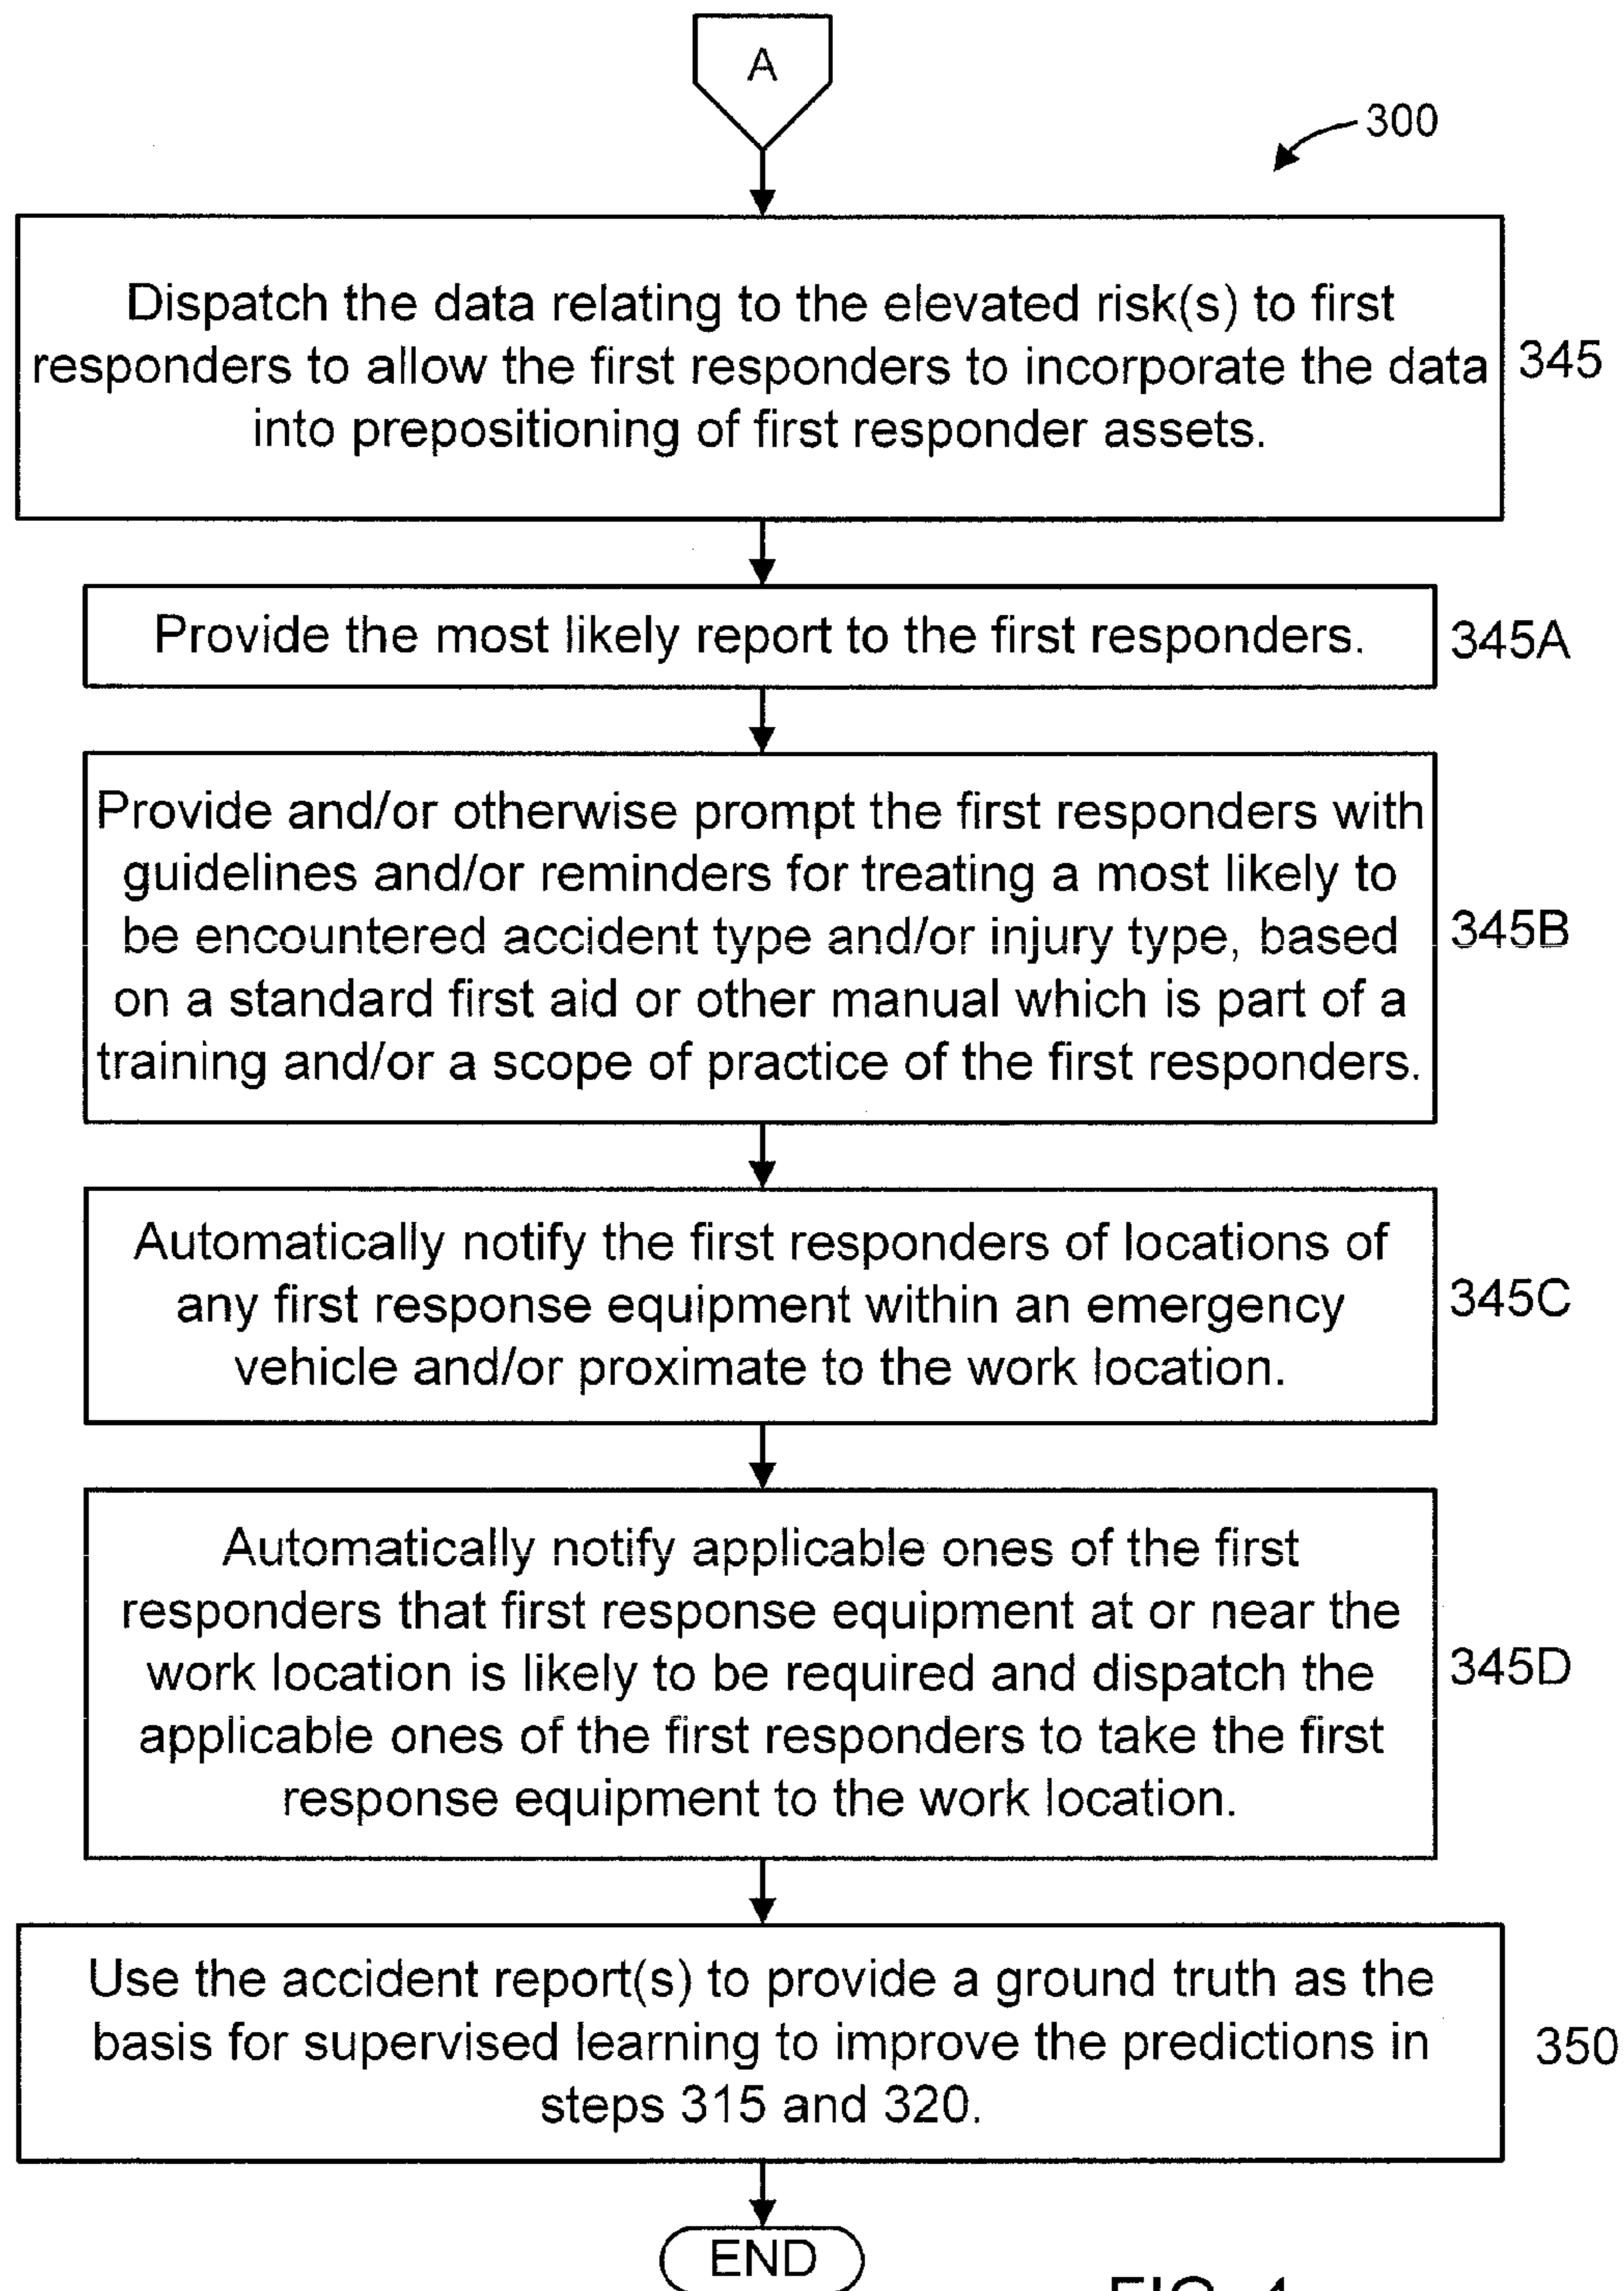 A
300
Dispatch the data relating to the elevated risk(s) to first
responders to allow the first responders to incorporate the data
into prepositioning of first responder assets.
345
Provide the most likely report to the first responders.
345A
Provide and/or otherwise prompt the first responders with
guidelines and/or reminders for treating a most likely to
be encountered accident type and/or injury type, based
on a standard first aid or other manual which is part of a
training and/or a scope of practice of the first responders.
345B
Automatically notify the first responders of locations of
any first response equipment within an emergency
vehicle and/or proximate to the work location.
345C
Automatically notify applicable ones of the first
responders that first response equipment at or near the
work location is likely to be required and dispatch the
applicable ones of the first responders to take the first
response equipment to the work location.
345D
Use the accident report(s) to provide a ground truth as the
basis for supervised learning to improve the predictions in
steps 315 and 320.
350
END